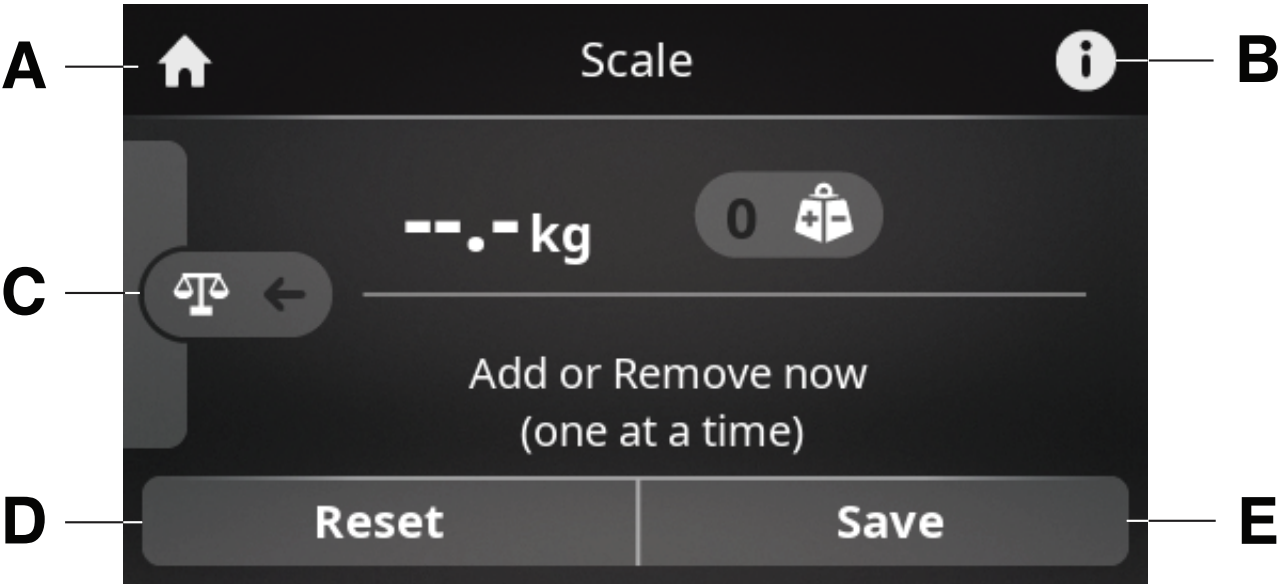 A
Scale
B
--.-kg
0
C
Add or Remove now
(one at a time)
D
Reset
Save
E